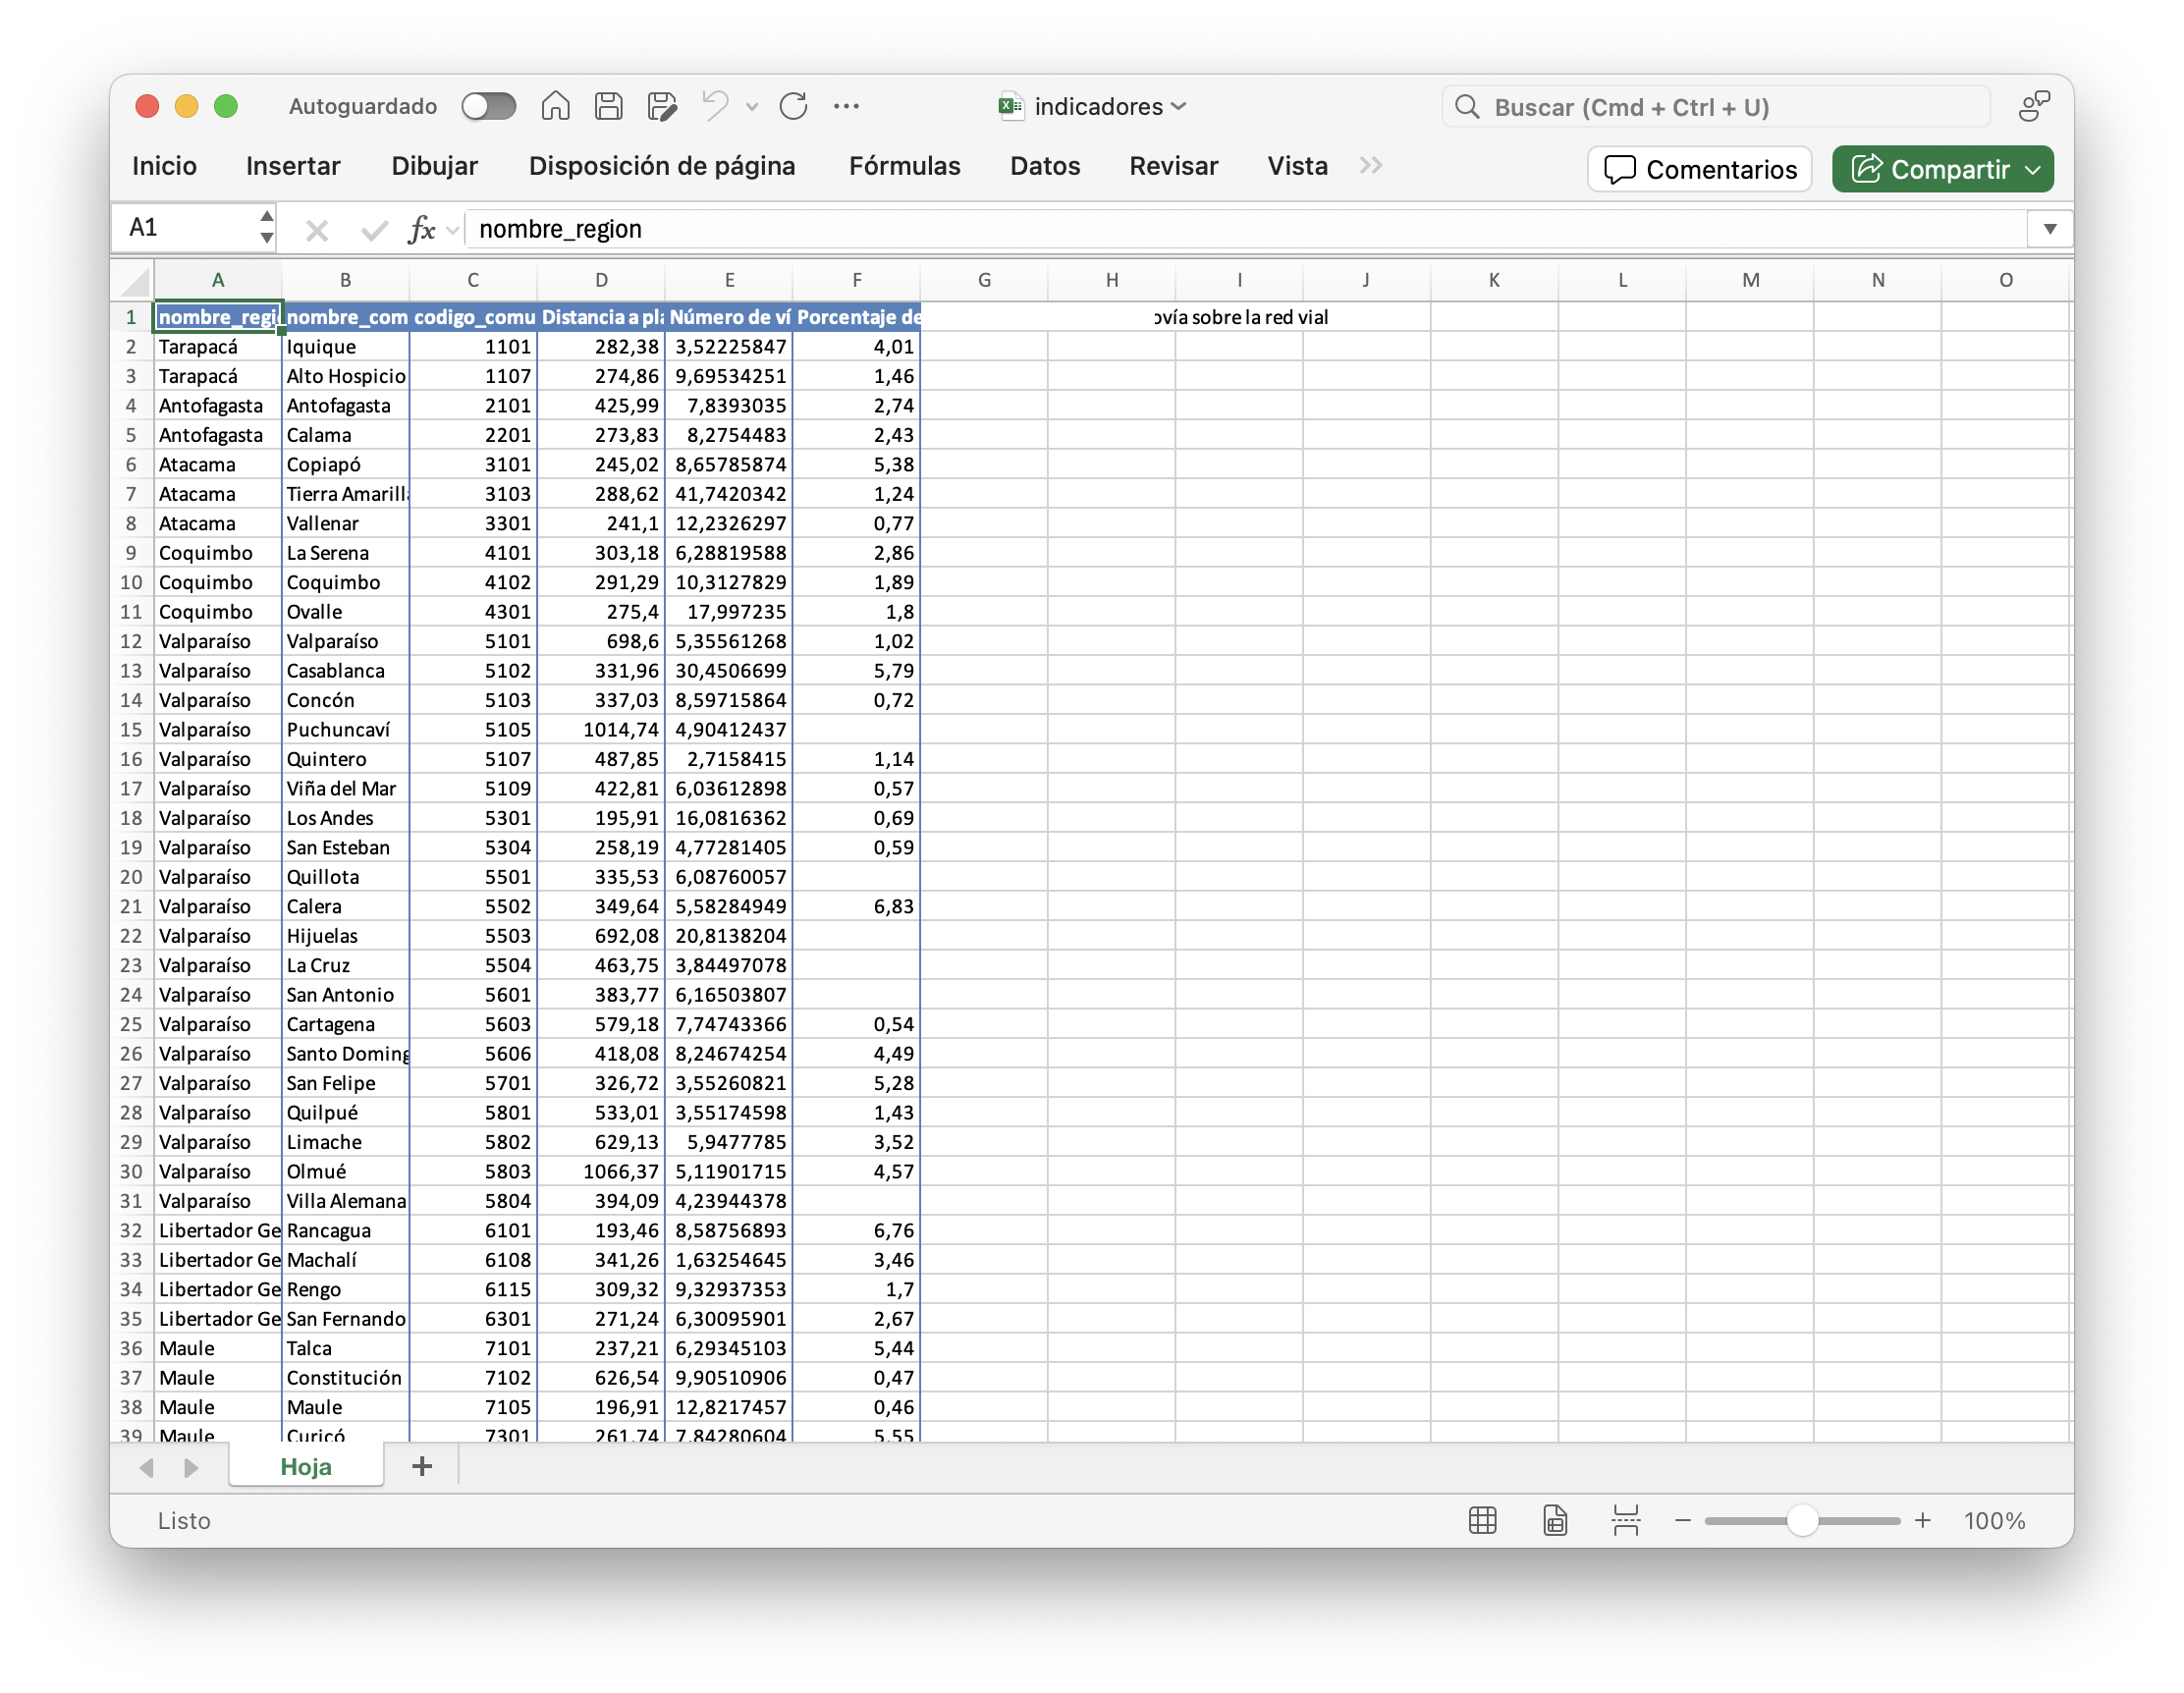 Autoguardado indicadores Buscar (Cmd + Ctrl + U)
Inicio Insertar Dibujar Disposición de página Fórmulas Datos Revisar Vista Comentarios Compartir
A1 fx nombre_region
A B C D E F G H I J K L M N O
1 nombre_regi nombre_com codigo_comu Distancia a pla Número de ví Porcentaje de ovía sobre la red vial
2 Tarapacá Iquique 1101 282,38 3,52225847 4,01
3 Tarapacá Alto Hospicio 1107 274,86 9,69534251 1,46
4 Antofagasta Antofagasta 2101 425,99 7,8393035 2,74
5 Antofagasta Calama 2201 273,83 8,2754483 2,43
6 Atacama Copiapó 3101 245,02 8,65785874 5,38
7 Atacama Tierra Amarilla 3103 288,62 41,7420342 1,24
8 Atacama Vallenar 3301 241,1 12,2326297 0,77
9 Coquimbo La Serena 4101 303,18 6,28819588 2,86
10 Coquimbo Coquimbo 4102 291,29 10,3127829 1,89
11 Coquimbo Ovalle 4301 275,4 17,997235 1,8
12 Valparaíso Valparaíso 5101 698,6 5,35561268 1,02
13 Valparaíso Casablanca 5102 331,96 30,4506699 5,79
14 Valparaíso Concón 5103 337,03 8,59715864 0,72
15 Valparaíso Puchuncaví 5105 1014,74 4,90412437
16 Valparaíso Quintero 5107 487,85 2,7158415 1,14
17 Valparaíso Viña del Mar 5109 422,81 6,03612898 0,57
18 Valparaíso Los Andes 5301 195,91 16,0816362 0,69
19 Valparaíso San Esteban 5304 258,19 4,77281405 0,59
20 Valparaíso Quillota 5501 335,53 6,08760057
21 Valparaíso Calera 5502 349,64 5,58284949 6,83
22 Valparaíso Hijuelas 5503 692,08 20,8138204
23 Valparaíso La Cruz 5504 463,75 3,84497078
24 Valparaíso San Antonio 5601 383,77 6,16503807
25 Valparaíso Cartagena 5603 579,18 7,74743366 0,54
26 Valparaíso Santo Doming 5606 418,08 8,24674254 4,49
27 Valparaíso San Felipe 5701 326,72 3,55260821 5,28
28 Valparaíso Quilpué 5801 533,01 3,55174598 1,43
29 Valparaíso Limache 5802 629,13 5,9477785 3,52
30 Valparaíso Olmué 5803 1066,37 5,11901715 4,57
31 Valparaíso Villa Alemana 5804 394,09 4,23944378
32 Libertador Ge Rancagua 6101 193,46 8,58756893 6,76
33 Libertador Ge Machalí 6108 341,26 1,63254645 3,46
34 Libertador Ge Rengo 6115 309,32 9,32937353 1,7
35 Libertador Ge San Fernando 6301 271,24 6,30095901 2,67
36 Maule Talca 7101 237,21 6,29345103 5,44
37 Maule Constitución 7102 626,54 9,90510906 0,47
38 Maule Maule 7105 196,91 12,8217457 0,46
39 Maule Curicó 7301 261,74 7,84280604 5,55
Hoja
Listo 100%